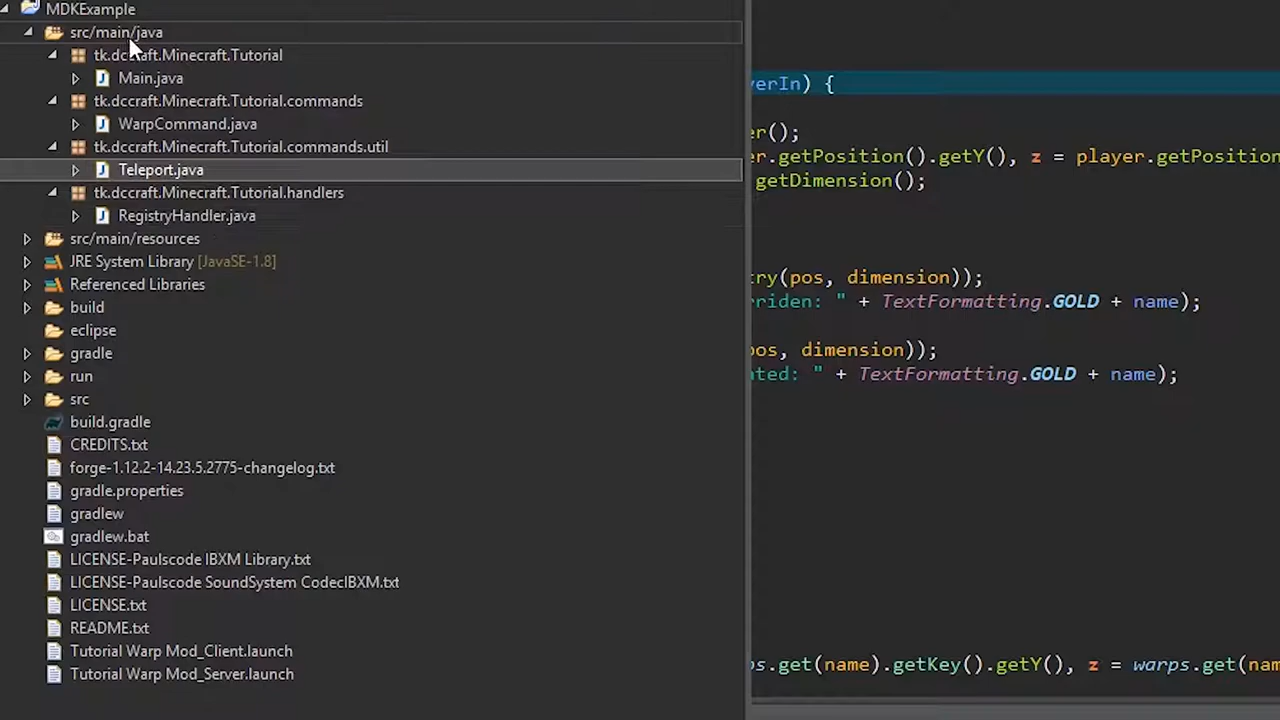 MDKExample
src/main/java
tk.dccraft.Minecraft.Tutorial
Main.java
tk.dccraft.Minecraft.Tutorial.commands
WarpCommand.java
tk.dccraft.Minecraft.Tutorial.commands.util
Teleport.java
tk.dccraft.Minecraft.Tutorial.handlers
RegistryHandler.java
src/main/resources
JRE System Library [JavaSE-1.8]
Referenced Libraries
build
eclipse
gradle
run
src
build.gradle
CREDITS.txt
forge-1.12.2-14.23.5.2775-changelog.txt
gradle.properties
gradlew
gradlew.bat
LICENSE-Paulscode IBXM Library.txt
LICENSE-Paulscode SoundSystem CodecIBXM.txt
LICENSE.txt
README.txt
Tutorial Warp Mod_Client.launch
Tutorial Warp Mod_Server.launch
yerIn) {
er();
er.getPosition().getY(), z = player.getPosition
getDimension();
try(pos, dimension));
rriden: " + TextFormatting.GOLD + name);
pos, dimension));
ated: " + TextFormatting.GOLD + name);
ps.get(name).getKey().getY(), z = warps.get(nam